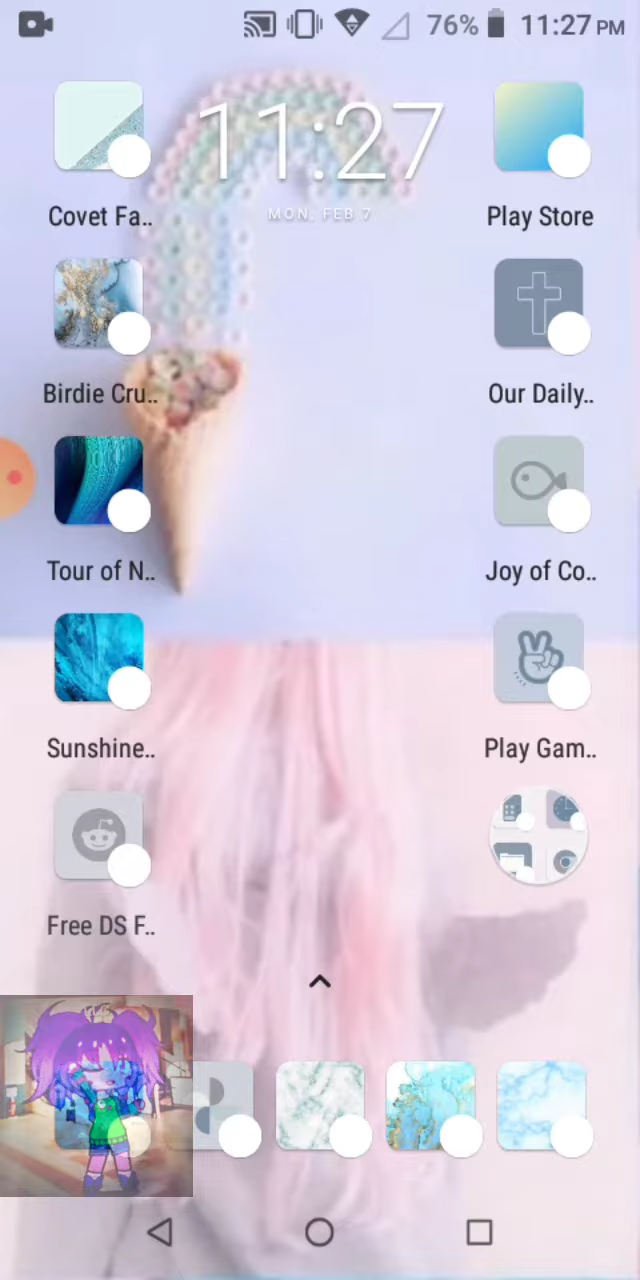 76% 11:27 PM
11:27
MON, FEB 7
Covet Fa..
Play Store
Birdie Cru..
Our Daily..
Tour of N..
Joy of Co..
Sunshine..
Play Gam..
Free DS F..